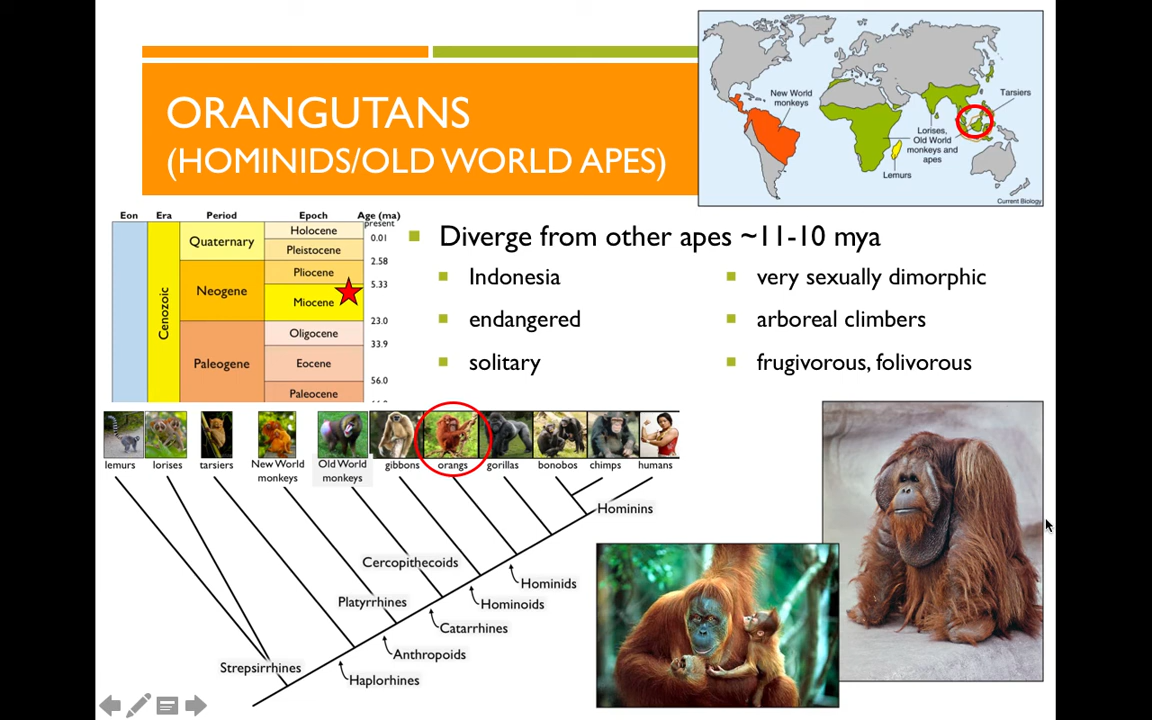 ORANGUTANS
(HOMINIDS/OLD WORLD APES)
New World
monkeys
Tarsiers
Lorises,
Old World
monkeys and
apes
Lemurs
Current Biology
Eon Era Period Epoch Age (ma)
present
Holocene
0.01
Quaternary
Pleistocene
2.58
Pliocene
5.33
Neogene
Miocene
23.0
Cenozoic
Oligocene
33.9
Paleogene
Eocene
56.0
Paleocene
Diverge from other apes ~11-10 mya
Indonesia
endangered
solitary
very sexually dimorphic
arboreal climbers
frugivorous, folivorous
lemurs lorises tarsiers New World monkeys Old World monkeys gibbons orangs gorillas bonobos chimps humans
Hominins
Cercopithecoids
Hominids
Platyrrhines
Hominoids
Catarrhines
Anthropoids
Strepsirrhines
Haplorhines